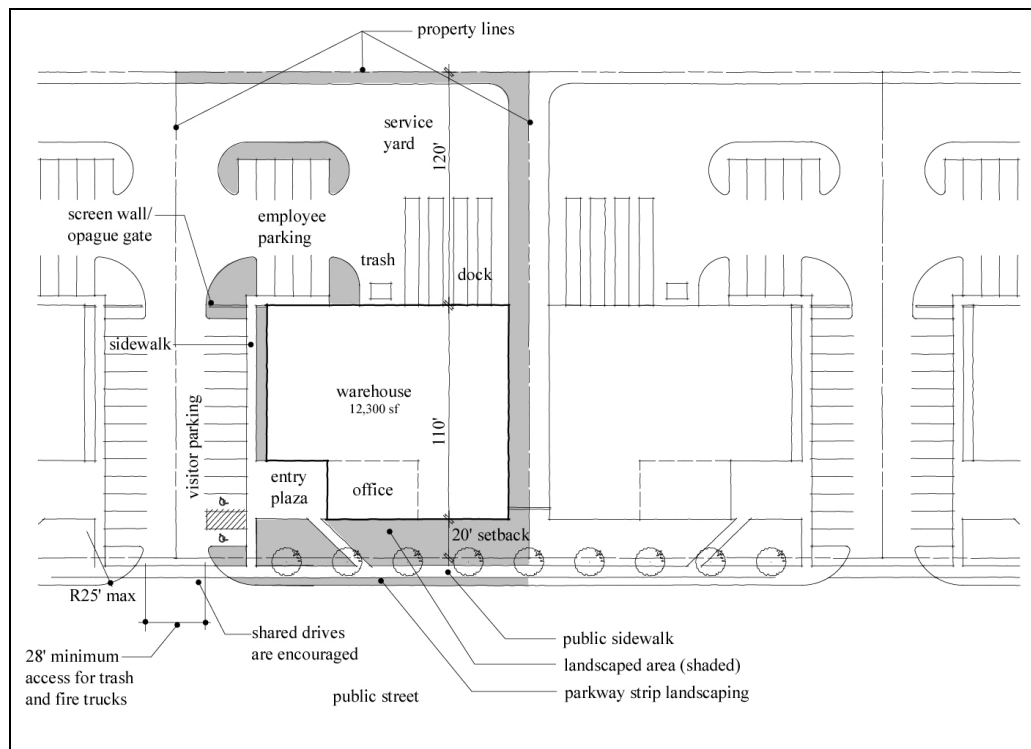 property lines
service
yard
120'
screen wall/
opague gate
employee
parking
trash
dock
sidewalk
warehouse
12,300 sf
110'
visitor parking
entry
plaza
office
20' setback
R25' max
shared drives
are encouraged
public sidewalk
28' minimum
access for trash
and fire trucks
landscaped area (shaded)
public street
parkway strip landscaping